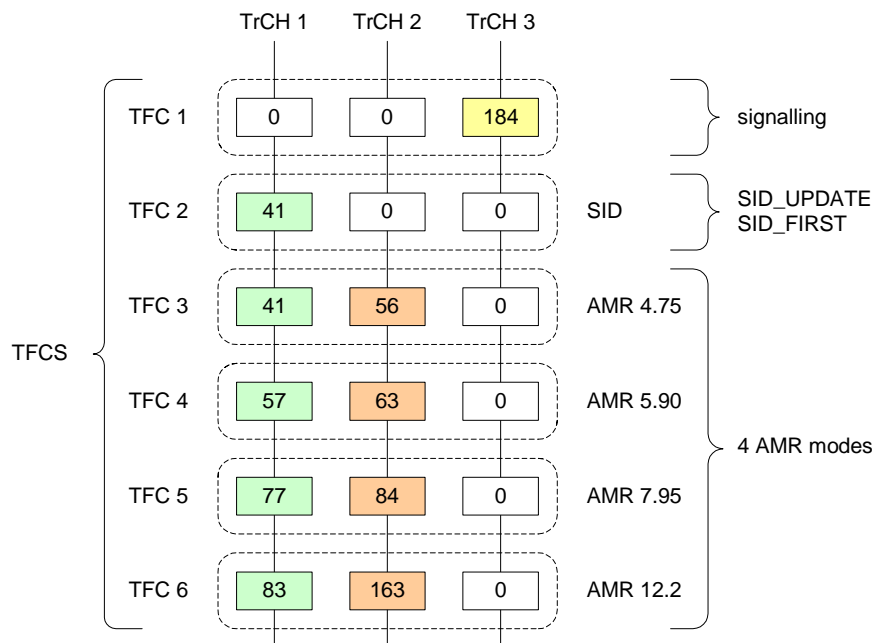 TrCH 1 TrCH 2 TrCH 3
TFC 1 0 0 184 signalling
TFC 2 41 0 0 SID SID_UPDATE
SID_FIRST
TFC 3 41 56 0 AMR 4.75
TFCS
TFC 4 57 63 0 AMR 5.90
4 AMR modes
TFC 5 77 84 0 AMR 7.95
TFC 6 83 163 0 AMR 12.2